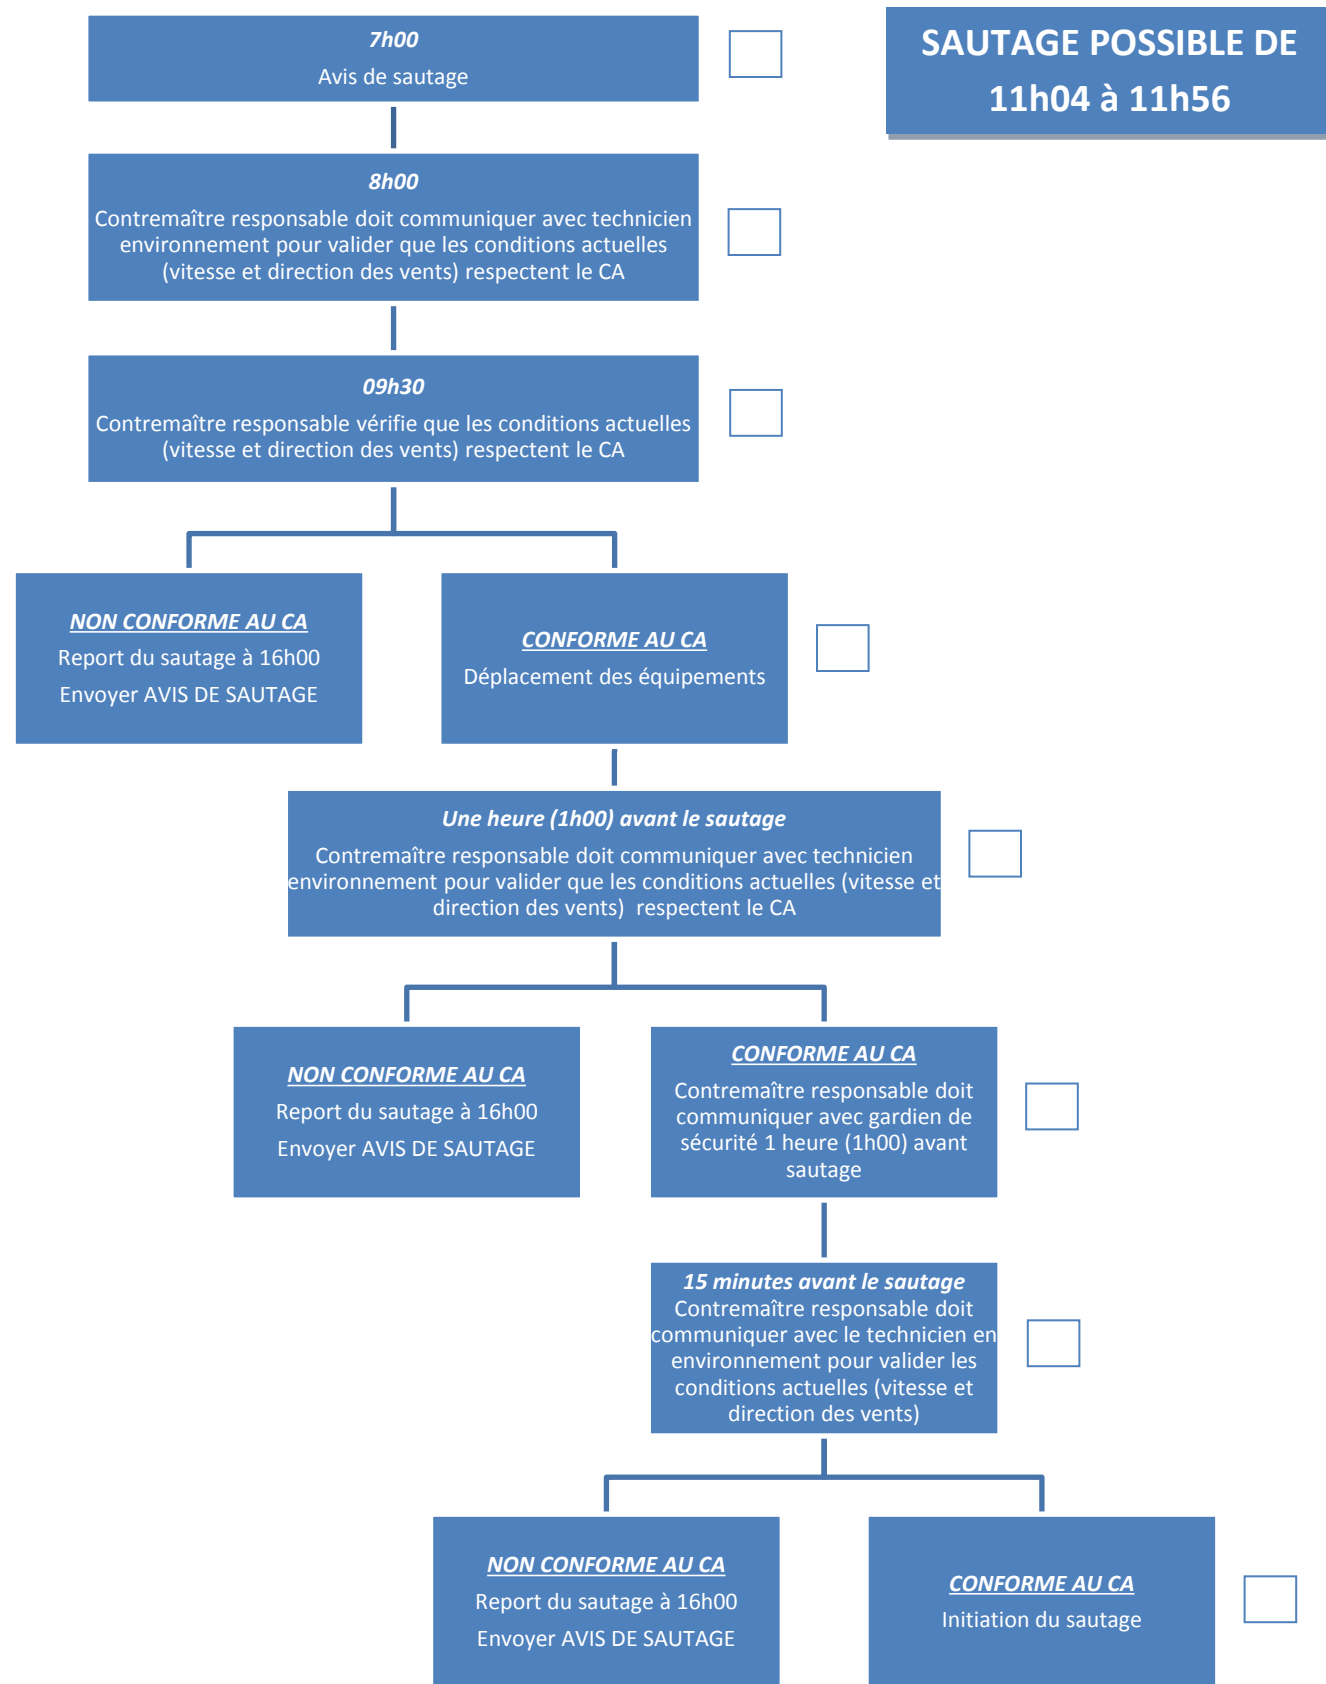 7h00
Avis de sautage
SAUTAGE POSSIBLE DE
11h04 à 11h56
8h00
Contremaître responsable doit communiquer avec technicien
environnement pour valider que les conditions actuelles
(vitesse et direction des vents) respectent le CA
09h30
Contremaître responsable vérifie que les conditions actuelles
(vitesse et direction des vents) respectent le CA
NON CONFORME AU CA
Report du sautage à 16h00
Envoyer AVIS DE SAUTAGE
CONFORME AU CA
Déplacement des équipements
Une heure (1h00) avant le sautage
Contremaître responsable doit communiquer avec technicien
environnement pour valider que les conditions actuelles (vitesse et
direction des vents) respectent le CA
NON CONFORME AU CA
Report du sautage à 16h00
Envoyer AVIS DE SAUTAGE
CONFORME AU CA
Contremaître responsable doit
communiquer avec gardien de
sécurité 1 heure (1h00) avant
sautage
15 minutes avant le sautage
Contremaître responsable doit
communiquer avec le technicien en
environnement pour valider les
conditions actuelles (vitesse et
direction des vents)
NON CONFORME AU CA
Report du sautage à 16h00
Envoyer AVIS DE SAUTAGE
CONFORME AU CA
Initiation du sautage